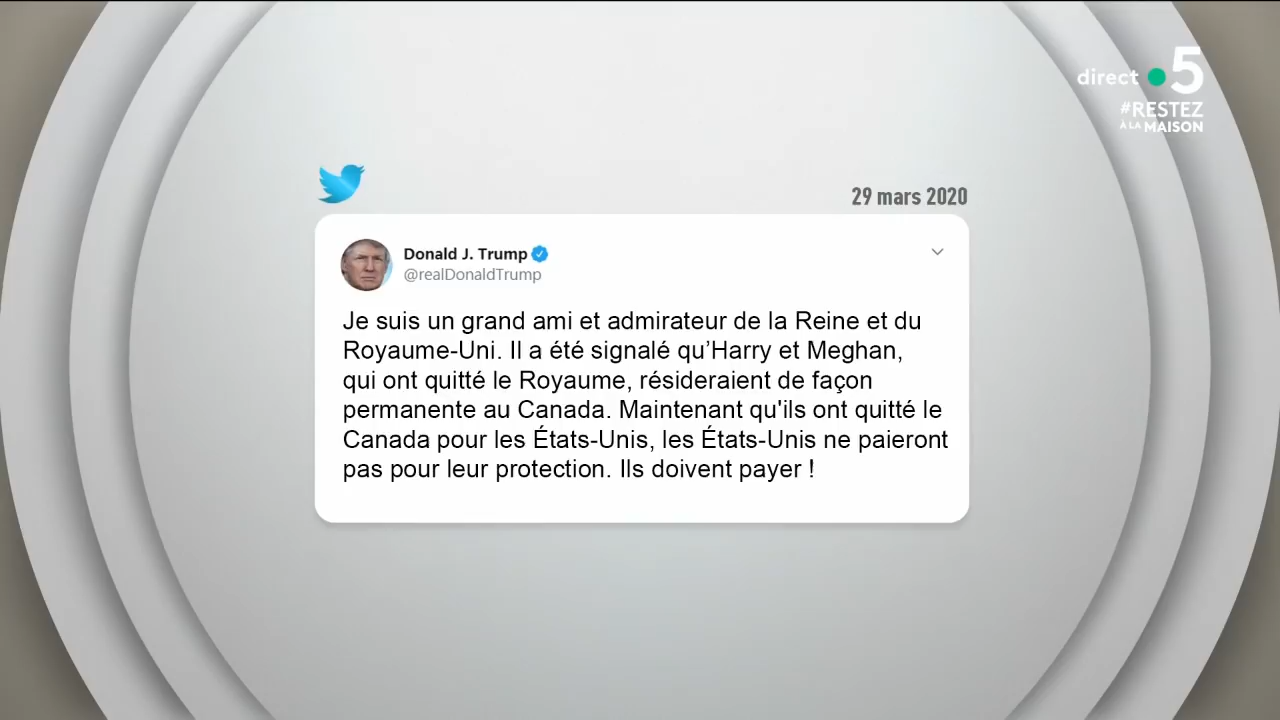 direct 5
#RESTEZ
À LA MAISON
29 mars 2020
Donald J. Trump
@realDonaldTrump
Je suis un grand ami et admirateur de la Reine et du
Royaume-Uni. Il a été signalé qu’Harry et Meghan,
qui ont quitté le Royaume, résideraient de façon
permanente au Canada. Maintenant qu'ils ont quitté le
Canada pour les États-Unis, les États-Unis ne paieront
pas pour leur protection. Ils doivent payer !